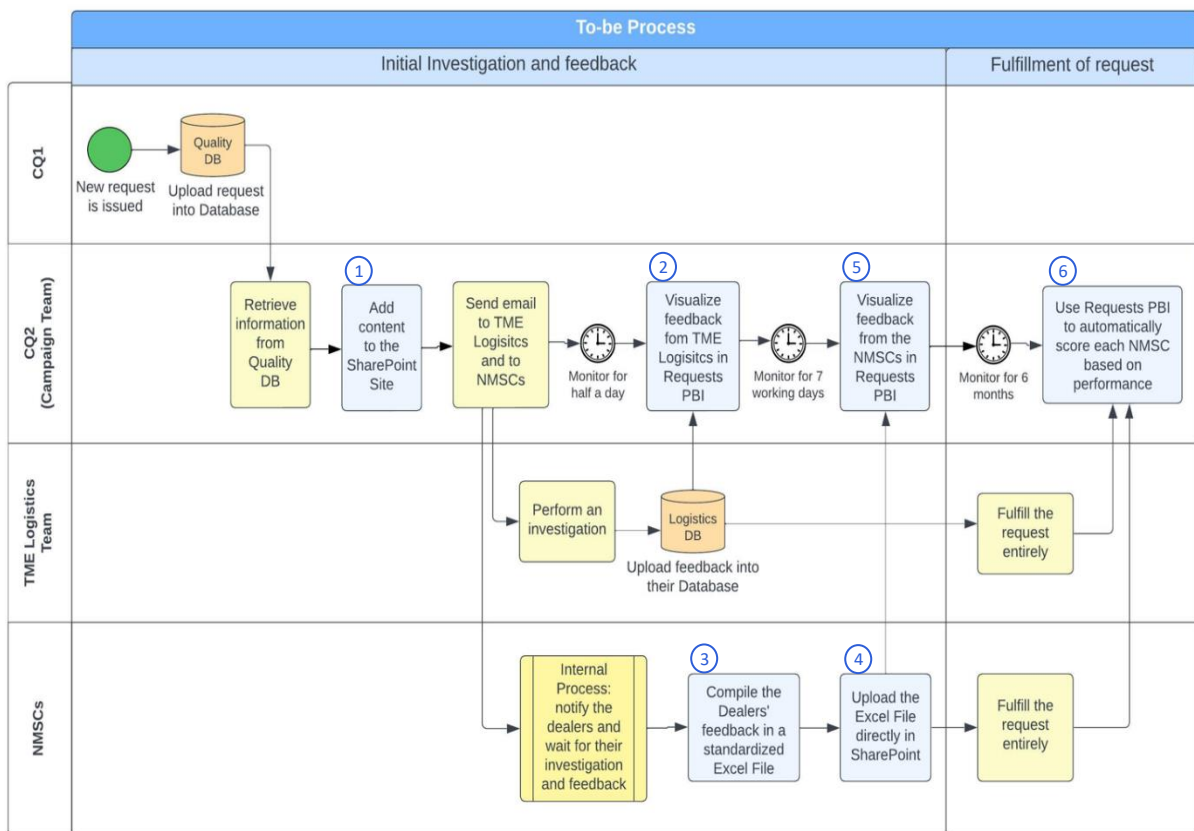 To-be Process
Initial Investigation and feedback
Fulfillment of request
CQ1
New request
is issued
Quality
DB
Upload request
into Database
CQ2
(Campaign Team)
Retrieve
information
from
Quality
DB
1
Add
content
to the
SharePoint
Site
Send email
to TME
Logisitcs
and to
NMSCs
Monitor for
half a day
2
Visualize
feedback
fom TME
Logisitcs in
Requests
PBI
Monitor for 7
working days
5
Visualize
feedback
from the
NMSCs in
Requests
PBI
Monitor for 6
months
6
Use Requests PBI
to automatically
score each NMSC
based on
performance
TME Logistics
Team
Perform an
investigation
Logistics
DB
Upload feedback into
their Database
Fulfill the
request
entirely
NMSCs
Internal
Process:
notify the
dealers and
wait for their
investigation
and feedback
3
Compile the
Dealers'
feedback in a
standardized
Excel File
4
Upload the
Excel File
directly in
SharePoint
Fulfill the
request
entirely